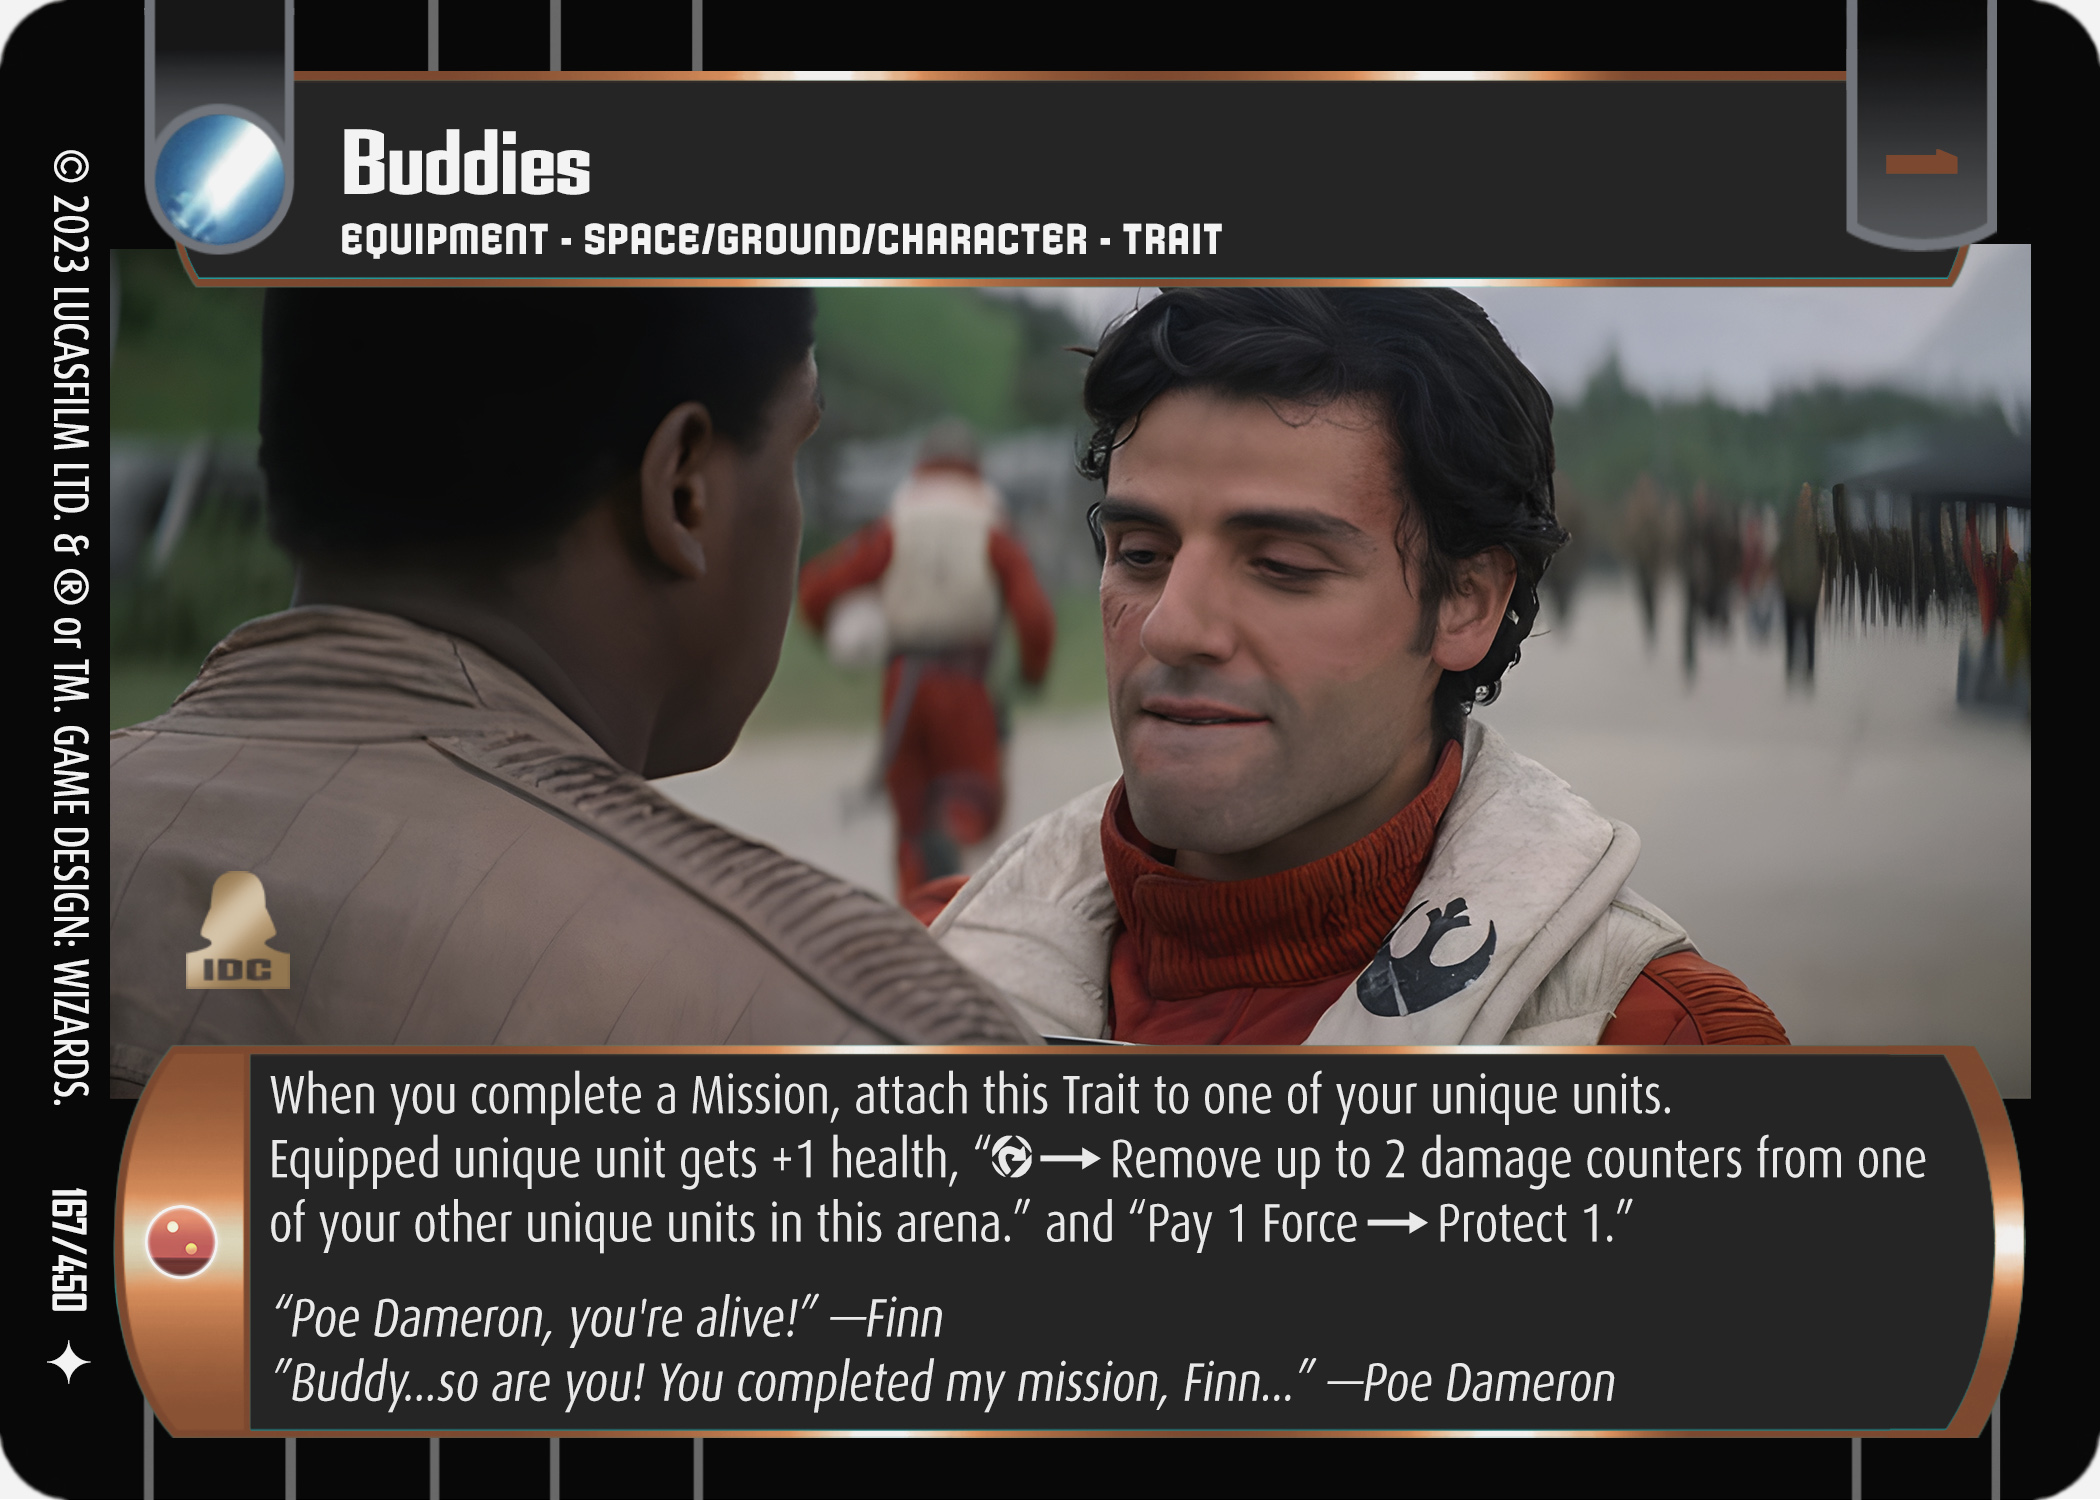 Buddies
EQUIPMENT - SPACE/GROUND/CHARACTER - TRAIT
1
© 2023 LUCASFILM LTD. & ® or TM. GAME DESIGN: WIZARDS.
167/450
IDC
When you complete a Mission, attach this Trait to one of your unique units.
Equipped unique unit gets +1 health, “⟶ Remove up to 2 damage counters from one
of your other unique units in this arena.” and “Pay 1 Force ⟶ Protect 1.”
“Poe Dameron, you're alive!” —Finn
”Buddy...so are you! You completed my mission, Finn...” —Poe Dameron